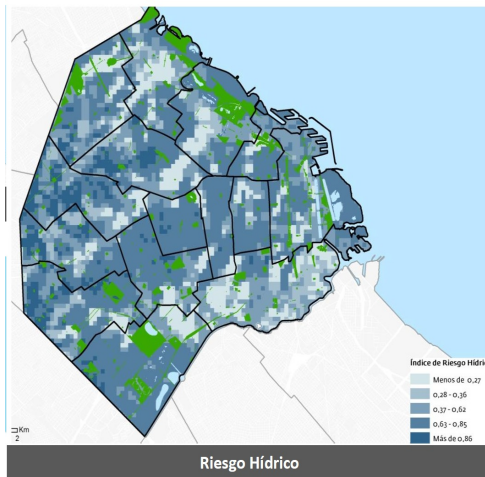 Índice de Riesgo Hídri
Menos de 0,27
0,28 - 0,36
0,37 - 0,62
0,63 - 0,85
Más de 0,86
Km
2
Riesgo Hídrico